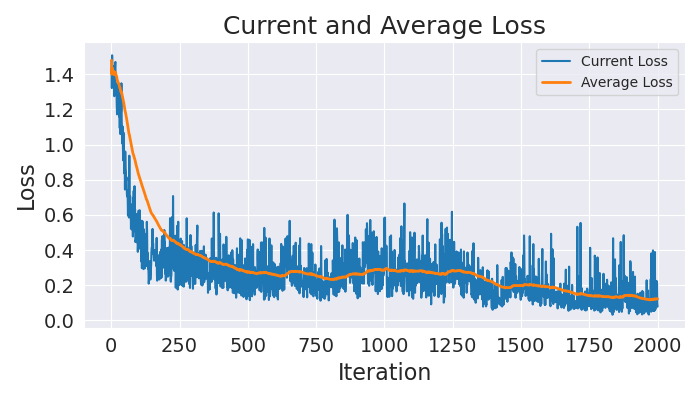 Current and Average Loss
Current Loss
Average Loss
1.4
1.2
1.0
0.8
0.6
0.4
0.2
0.0
Loss
0 250 500 750 1000 1250 1500 1750 2000
Iteration